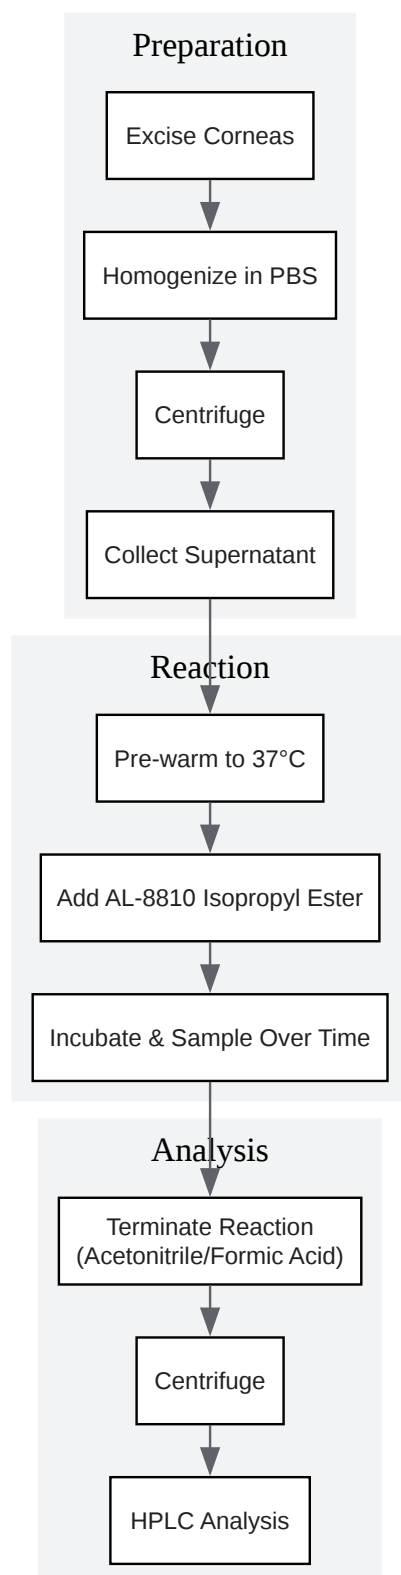 Preparation
Excise Corneas
Homogenize in PBS
Centrifuge
Collect Supernatant
Reaction
Pre-warm to 37°C
Add AL-8810 Isopropyl Ester
Incubate & Sample Over Time
Analysis
Terminate Reaction
(Acetonitrile/Formic Acid)
Centrifuge
HPLC Analysis